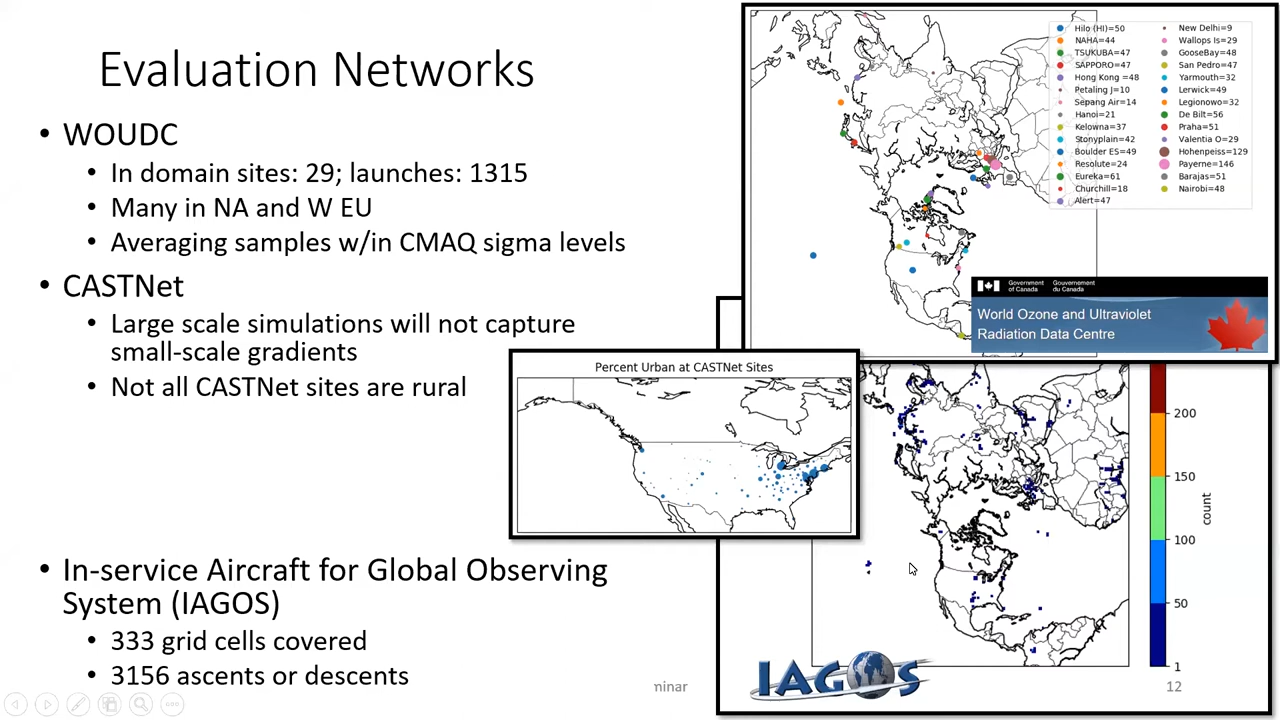 Evaluation Networks
• WOUDC
• In domain sites: 29; launches: 1315
• Many in NA and W EU
• Averaging samples w/in CMAQ sigma levels
• CASTNet
• Large scale simulations will not capture
small-scale gradients
• Not all CASTNet sites are rural
• In-service Aircraft for Global Observing
System (IAGOS)
• 333 grid cells covered
• 3156 ascents or descents
Hilo (HI)=50
NAHA=44
TSUKUBA=47
SAPPORO=47
Hong Kong =48
Petaling J=10
Sepang Air=14
Hanoi=21
Kelowna=37
Stonyplain=42
Boulder ES=49
Resolute=24
Eureka=61
Churchill=18
Alert=47
New Delhi=9
Wallops Is=29
GooseBay=48
San Pedro=47
Yarmouth=32
Lerwick=49
Legionowo=32
De Bilt=56
Praha=51
Valentia O=29
Hohenpeiss=129
Payerne=146
Barajas=51
Nairobi=48
Government of Canada
Gouvernement du Canada
World Ozone and Ultraviolet
Radiation Data Centre
Percent Urban at CASTNet Sites
200
150
100
50
1
count
IAGOS
minar
12